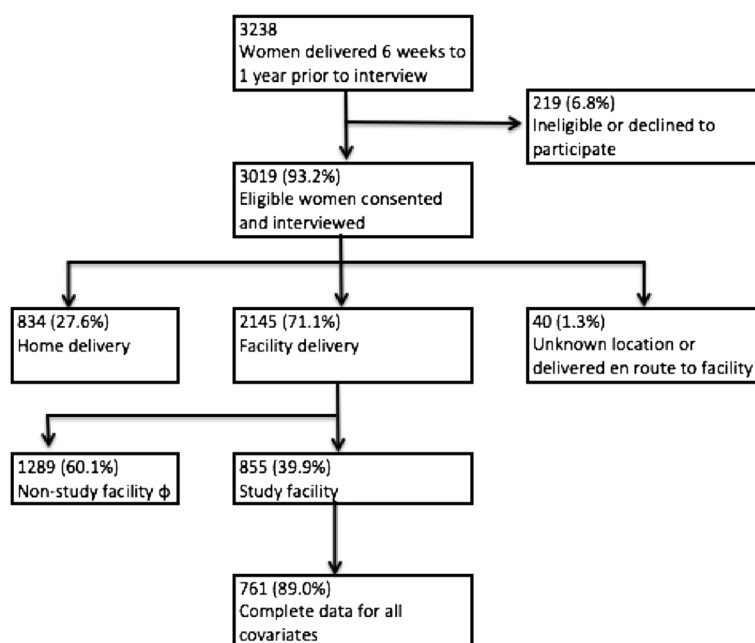 3238
Women delivered 6 weeks to
1 year prior to interview
219 (6.8%)
Ineligible or declined to
participate
3019 (93.2%)
Eligible women consented
and interviewed
834 (27.6%)
Home delivery
2145 (71.1%)
Facility delivery
40 (1.3%)
Unknown location or
delivered en route to facility
1289 (60.1%)
Non-study facility ф
855 (39.9%)
Study facility
761 (89.0%)
Complete data for all
covariates